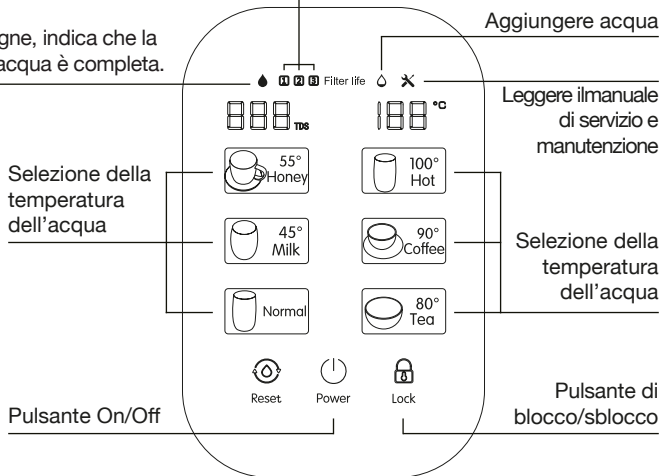 Aggiungere acqua
gne, indica che la
acqua è completa.
1 2 3 Filter life
Leggere ilmanuale
di servizio e
manutenzione
TDS
°C
Selezione della
temperatura
dell'acqua
55°
Honey
100°
Hot
45°
Milk
90°
Coffee
Selezione della
temperatura
dell'acqua
Normal
80°
Tea
Reset
Power
Lock
Pulsante On/Off
Pulsante di
blocco/sblocco